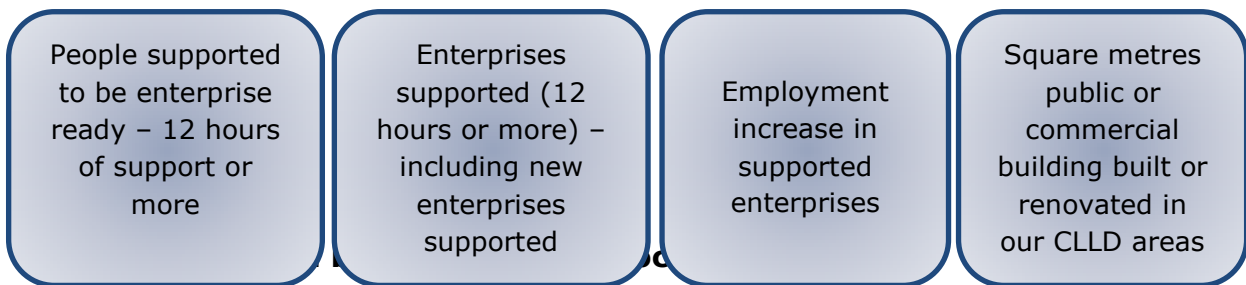 People supported
to be enterprise
ready – 12 hours
of support or
more
Enterprises
supported (12
hours or more) –
including new
enterprises
supported
Employment
increase in
supported
enterprises
Square metres
public or
commercial
building built or
renovated in
our CLLD areas